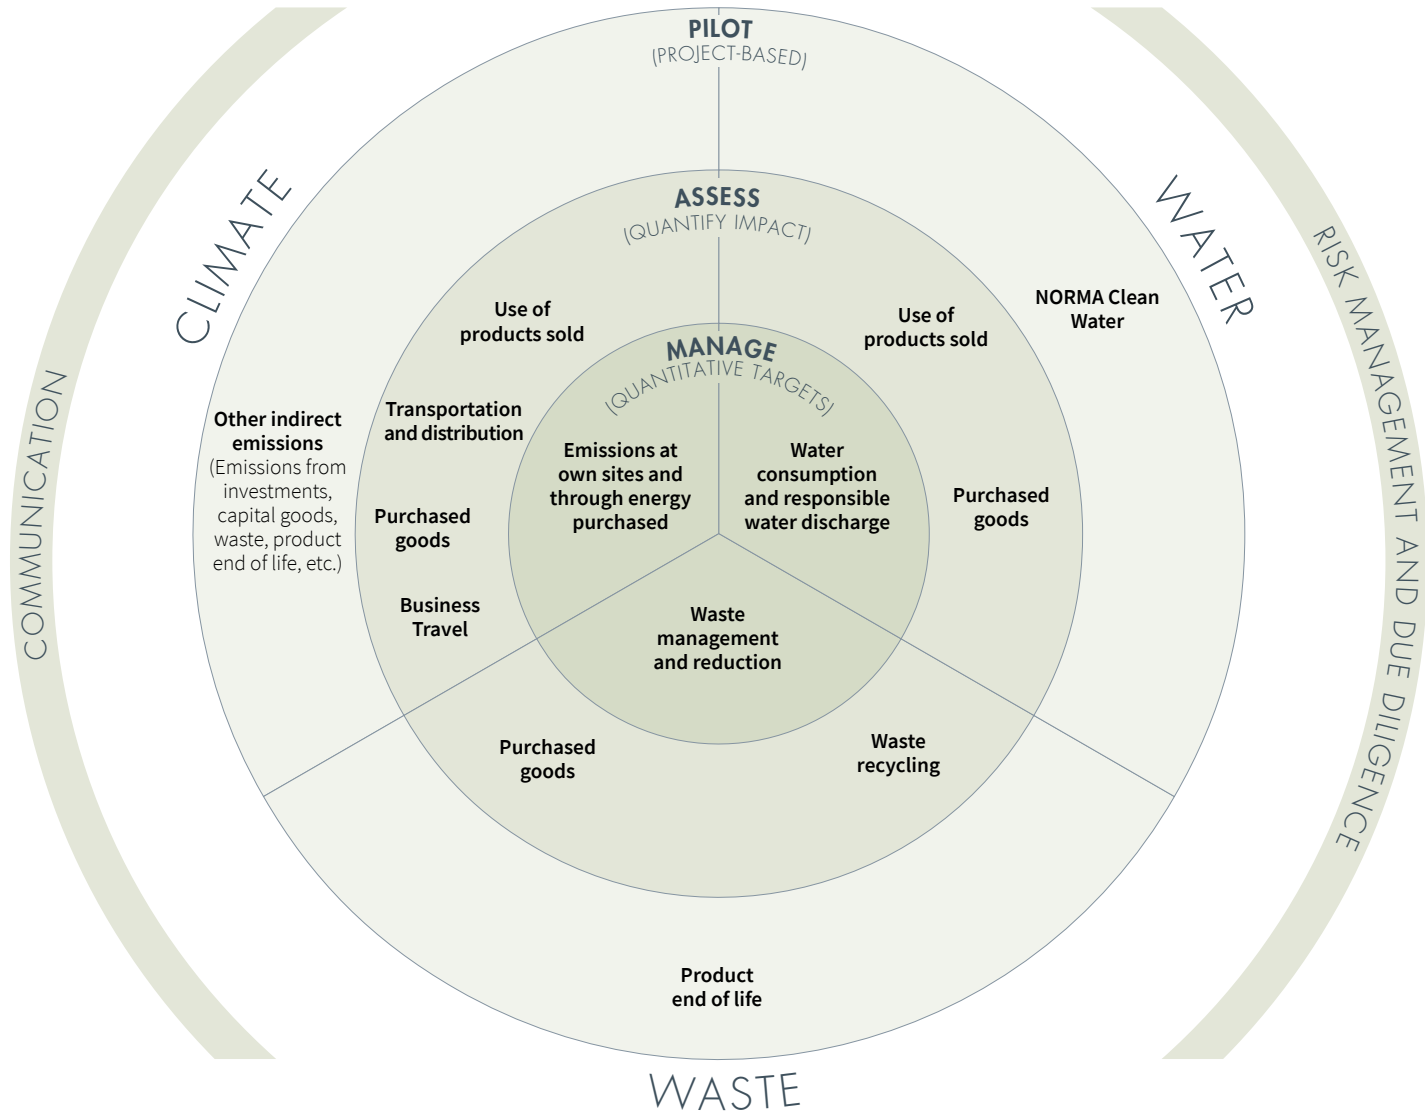 PILOT
(PROJECT-BASED)
ASSESS
(QUANTIFY IMPACT)
MANAGE
(QUANTITATIVE TARGETS)
CLIMATE
WATER
COMMUNICATION
RISK MANAGEMENT AND DUE DILIGENCE
Use of
products sold
Transportation
and distribution
Purchased
goods
Business
Travel
Other indirect
emissions
(Emissions from
investments,
capital goods,
waste, product
end of life, etc.)
Emissions at
own sites and
through energy
purchased
Water
consumption
and responsible
water discharge
Use of
products sold
Purchased
goods
NORMA Clean
Water
Waste
management
and reduction
Purchased
goods
Waste
recycling
Product
end of life
WASTE